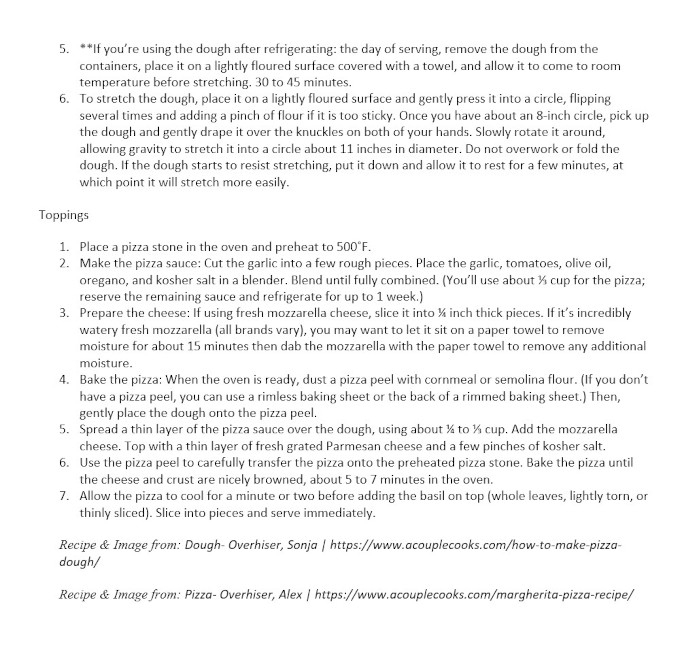 5. **If you’re using the dough after refrigerating: the day of serving, remove the dough from the
containers, place it on a lightly floured surface covered with a towel, and allow it to come to room
temperature before stretching. 30 to 45 minutes.
6. To stretch the dough, place it on a lightly floured surface and gently press it into a circle, flipping
several times and adding a pinch of flour if it is too sticky. Once you have about an 8-inch circle, pick up
the dough and gently drape it over the knuckles on both of your hands. Slowly rotate it around,
allowing gravity to stretch it into a circle about 11 inches in diameter. Do not overwork or fold the
dough. If the dough starts to resist stretching, put it down and allow it to rest for a few minutes, at
which point it will stretch more easily.
Toppings
1. Place a pizza stone in the oven and preheat to 500°F.
2. Make the pizza sauce: Cut the garlic into a few rough pieces. Place the garlic, tomatoes, olive oil,
oregano, and kosher salt in a blender. Blend until fully combined. (You’ll use about ⅓ cup for the pizza;
reserve the remaining sauce and refrigerate for up to 1 week.)
3. Prepare the cheese: If using fresh mozzarella cheese, slice it into ¼ inch thick pieces. If it’s incredibly
watery fresh mozzarella (all brands vary), you may want to let it sit on a paper towel to remove
moisture for about 15 minutes then dab the mozzarella with the paper towel to remove any additional
moisture.
4. Bake the pizza: When the oven is ready, dust a pizza peel with cornmeal or semolina flour. (If you don’t
have a pizza peel, you can use a rimless baking sheet or the back of a rimmed baking sheet.) Then,
gently place the dough onto the pizza peel.
5. Spread a thin layer of the pizza sauce over the dough, using about ¼ to ⅓ cup. Add the mozzarella
cheese. Top with a thin layer of fresh grated Parmesan cheese and a few pinches of kosher salt.
6. Use the pizza peel to carefully transfer the pizza onto the preheated pizza stone. Bake the pizza until
the cheese and crust are nicely browned, about 5 to 7 minutes in the oven.
7. Allow the pizza to cool for a minute or two before adding the basil on top (whole leaves, lightly torn, or
thinly sliced). Slice into pieces and serve immediately.
Recipe & Image from: Dough- Overhiser, Sonja | https://www.acouplecooks.com/how-to-make-pizza-
dough/
Recipe & Image from: Pizza- Overhiser, Alex | https://www.acouplecooks.com/margherita-pizza-recipe/